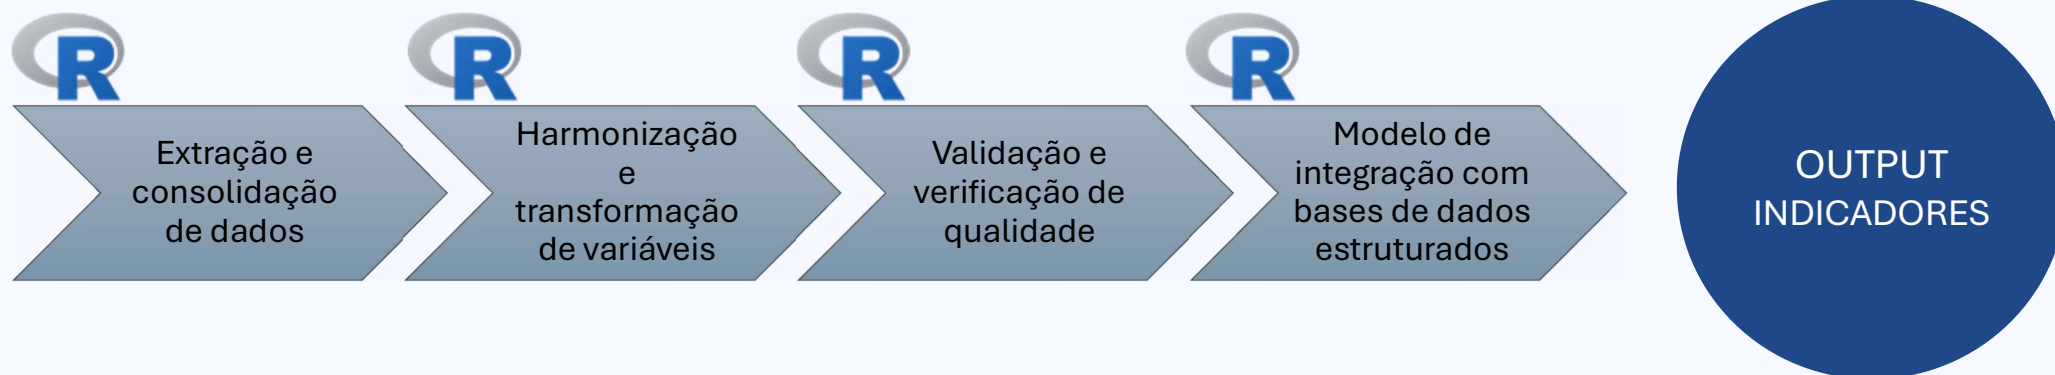 R
R
R
R
Extração e
consolidação
de dados
Harmonização
e
transformação
de variáveis
Validação e
verificação de
qualidade
Modelo de
integração com
bases de dados
estruturados
OUTPUT
INDICADORES